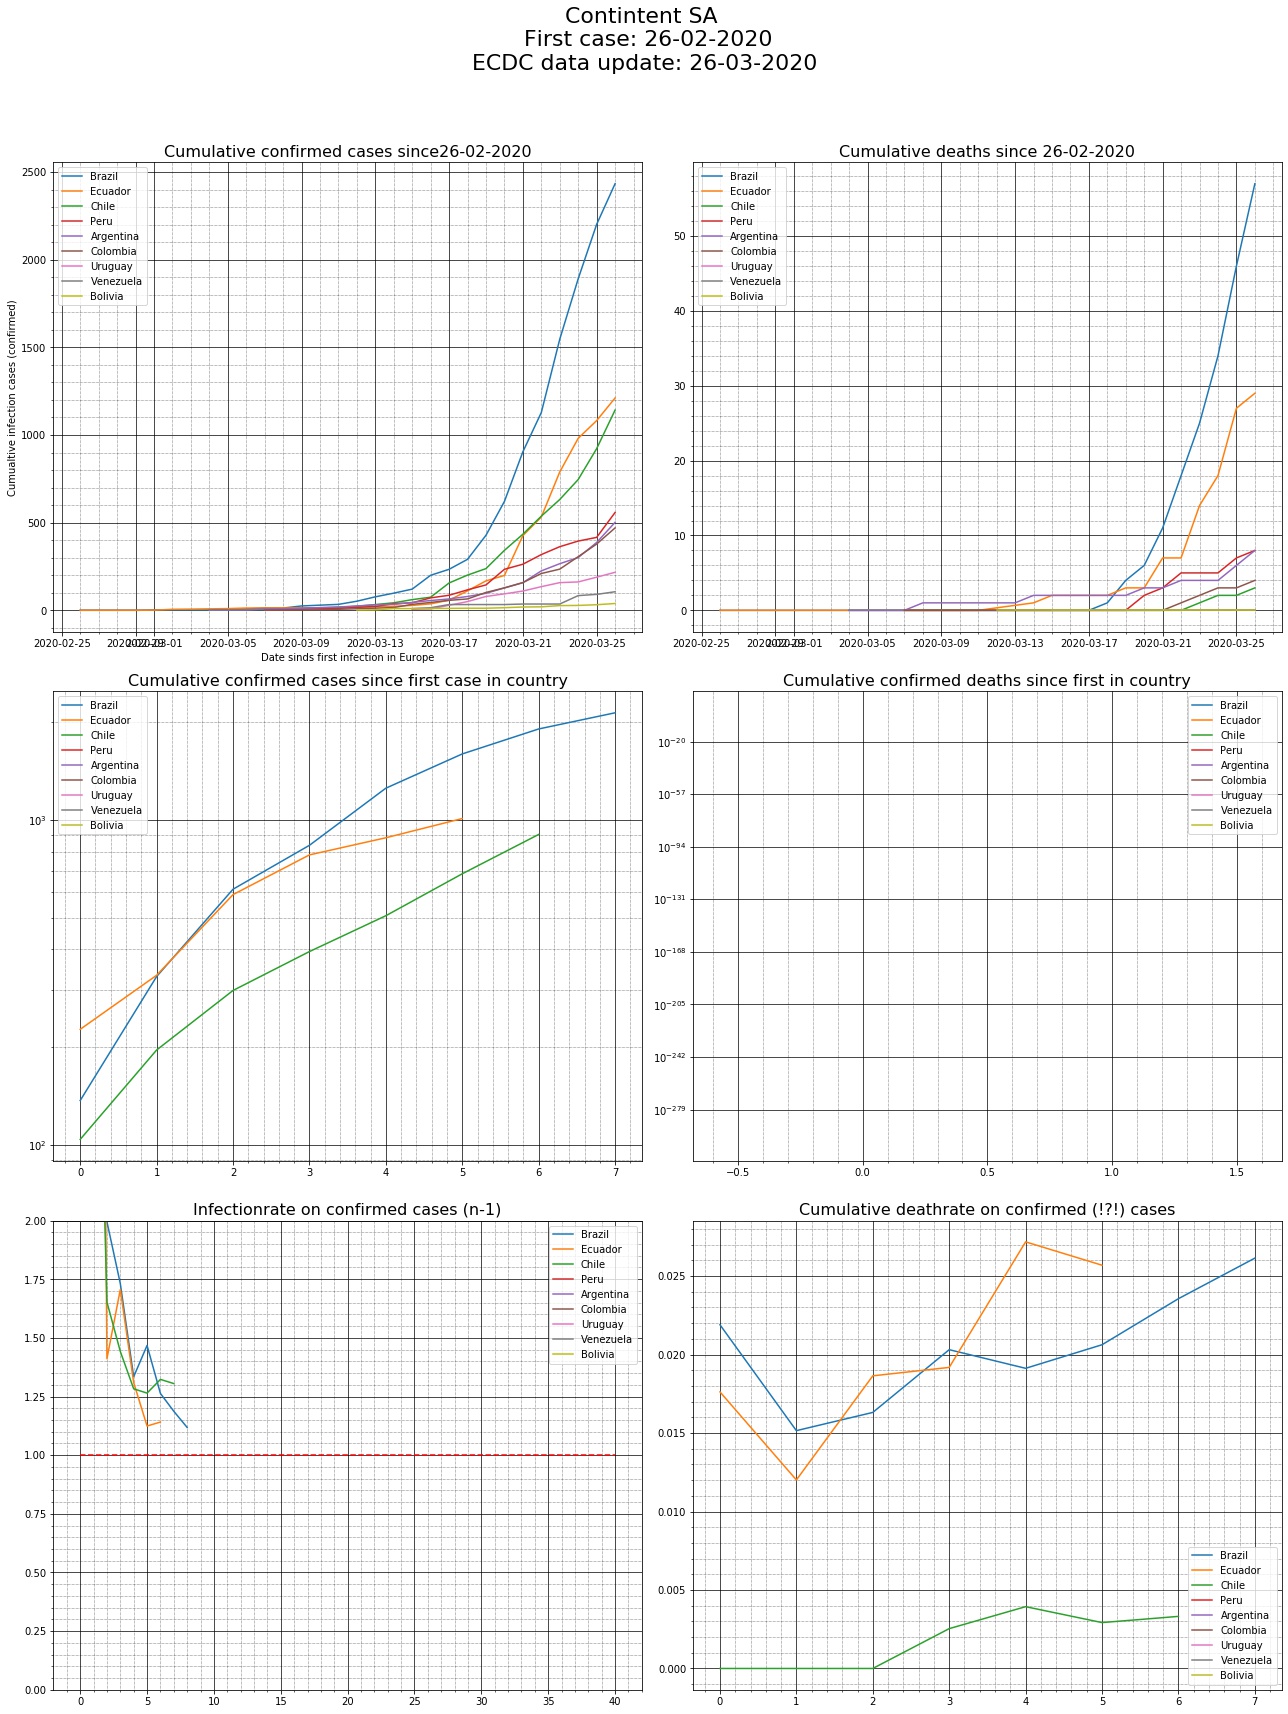 Contintent SA
First case: 26-02-2020
ECDC data update: 26-03-2020
Cumulative confirmed cases since26-02-2020
Brazil
Ecuador
Chile
Peru
Argentina
Colombia
Uruguay
Venezuela
Bolivia
2500
2000
1500
1000
500
0
Cumualtive infection cases (confirmed)
2020-02-25
2020-02-29
2020-03-01
2020-03-05
2020-03-09
2020-03-13
2020-03-17
2020-03-21
2020-03-25
Date sinds first infection in Europe
Cumulative deaths since 26-02-2020
Brazil
Ecuador
Chile
Peru
Argentina
Colombia
Uruguay
Venezuela
Bolivia
50
40
30
20
10
0
2020-02-25
2020-02-29
2020-03-01
2020-03-05
2020-03-09
2020-03-13
2020-03-17
2020-03-21
2020-03-25
Cumulative confirmed cases since first case in country
Brazil
Ecuador
Chile
Peru
Argentina
Colombia
Uruguay
Venezuela
Bolivia
10³
10²
0 1 2 3 4 5 6 7
Cumulative confirmed deaths since first in country
Brazil
Ecuador
Chile
Peru
Argentina
Colombia
Uruguay
Venezuela
Bolivia
10⁻²⁰
10⁻⁵⁷
10⁻⁹⁴
10⁻¹³¹
10⁻¹⁶⁸
10⁻²⁰⁵
10⁻²⁴²
10⁻²⁷⁹
−0.5 0.0 0.5 1.0 1.5
Infectionrate on confirmed cases (n-1)
Brazil
Ecuador
Chile
Peru
Argentina
Colombia
Uruguay
Venezuela
Bolivia
2.00
1.75
1.50
1.25
1.00
0.75
0.50
0.25
0.00
0 5 10 15 20 25 30 35 40
Cumulative deathrate on confirmed (!?!) cases
0.025
0.020
0.015
0.010
0.005
0.000
Brazil
Ecuador
Chile
Peru
Argentina
Colombia
Uruguay
Venezuela
Bolivia
0 1 2 3 4 5 6 7